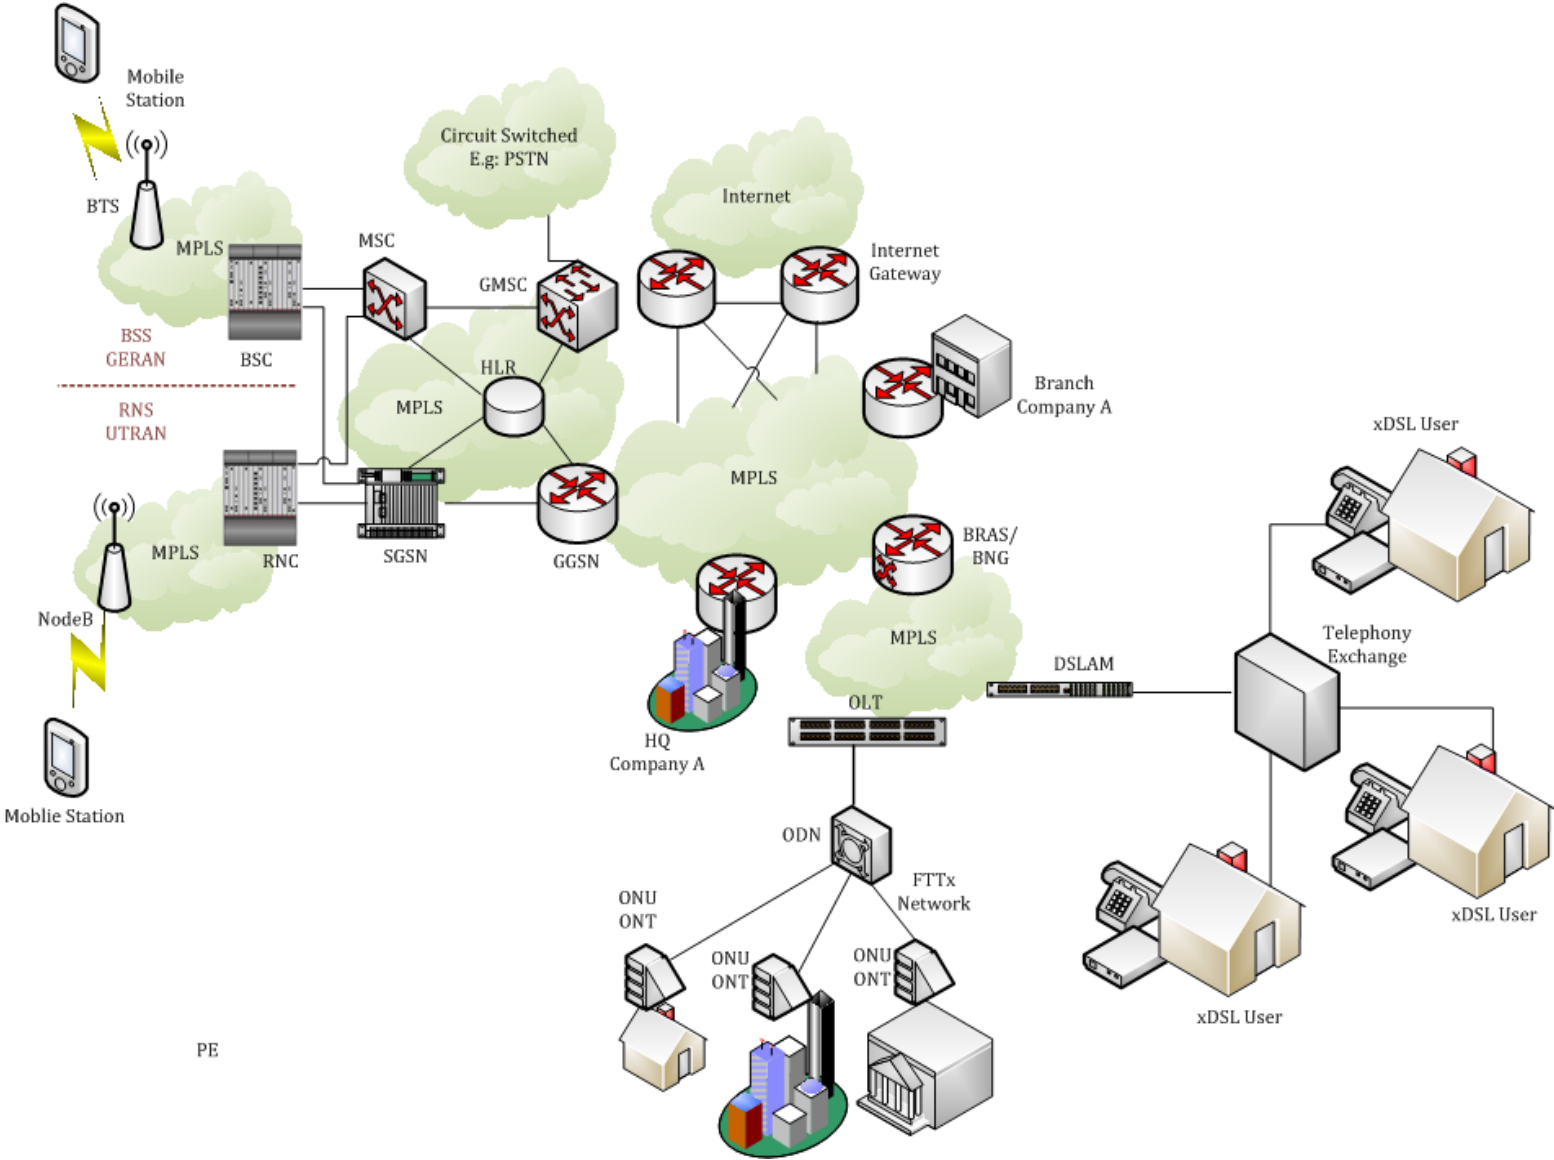 Mobile
Station
BTS
MPLS
BSS
GERAN
BSC
RNS
UTRAN
MPLS
RNC
NodeB
Moblie Station
Circuit Switched
E.g: PSTN
MSC
GMSC
HLR
MPLS
SGSN
GGSN
Internet
Internet
Gateway
Branch
Company A
MPLS
BRAS/
BNG
MPLS
HQ
Company A
OLT
DSLAM
Telephony
Exchange
xDSL User
xDSL User
xDSL User
ODN
FTTx
Network
ONU
ONT
ONU
ONT
ONU
ONT
PE